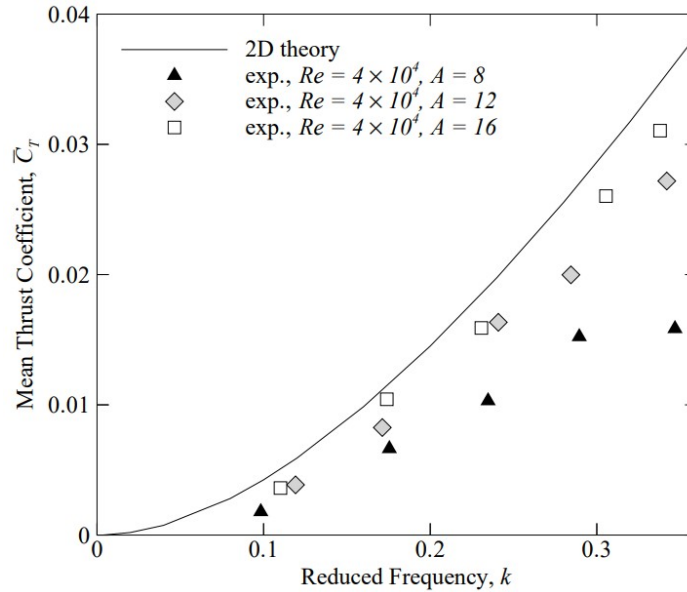 0.04
2D theory
exp., Re = 4 × 10⁴, A = 8
exp., Re = 4 × 10⁴, A = 12
exp., Re = 4 × 10⁴, A = 16
0.03
Mean Thrust Coefficient, C̅_T
0.02
0.01
0
0 0.1 0.2 0.3
Reduced Frequency, k